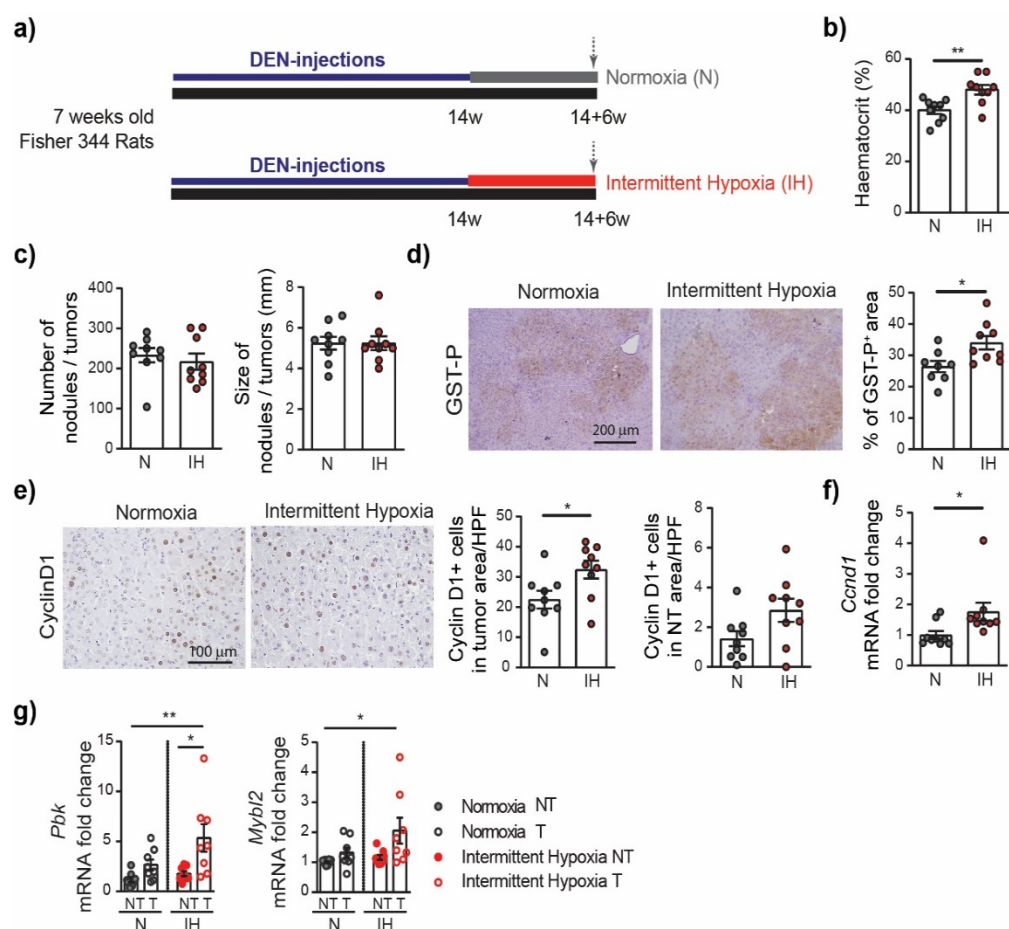 a)
DEN-injections
Normoxia (N)
14w
14+6w
7 weeks old
Fisher 344 Rats
DEN-injections
Intermittent Hypoxia (IH)
14w
14+6w
b)
Haematocrit (%)
60
40
20
0
**
N
IH
c)
Number of
nodules / tumors
400
300
200
100
0
N
IH
Size of
nodules / tumors (mm)
8
6
4
2
0
N
IH
d)
Normoxia
Intermittent Hypoxia
GST-P
200 µm
% of GST-P+ area
50
40
30
20
10
0
*
N
IH
e)
Normoxia
Intermittent Hypoxia
CyclinD1
100 µm
Cyclin D1+ cells
in tumor area/HPF
50
40
30
20
10
0
*
N
IH
Cyclin D1+ cells
in NT area/HPF
8
6
4
2
0
N
IH
f)
Ccnd1
mRNA fold change
5
4
3
2
1
0
*
N
IH
g)
Pbk
mRNA fold change
15
10
5
0
**
*
NT T NT T
N IH
Mybl2
mRNA fold change
5
4
3
2
1
0
*
NT T NT T
N IH
Normoxia NT
Normoxia T
Intermittent Hypoxia NT
Intermittent Hypoxia T